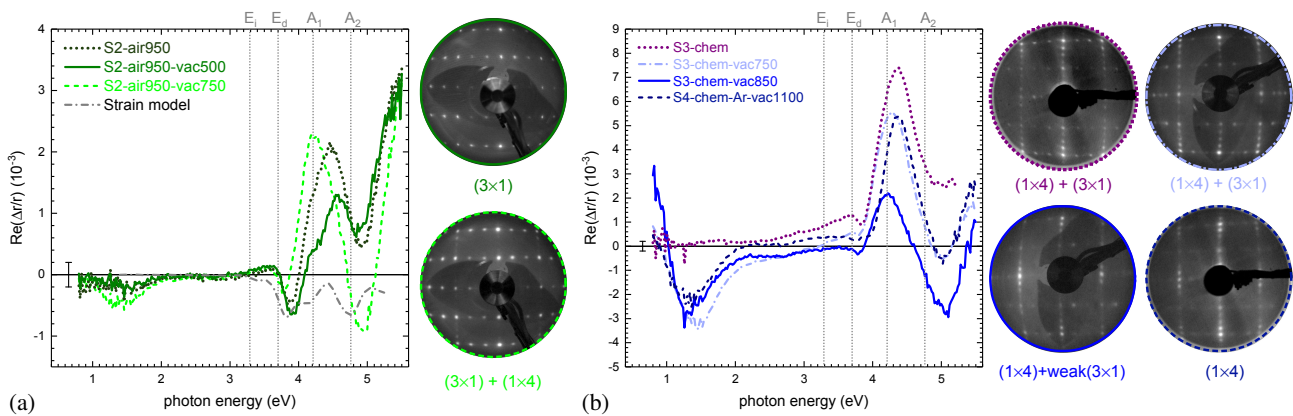 E_i E_d A_1 A_2
S2-air950
S2-air950-vac500
S2-air950-vac750
Strain model
Re(Δr/r) (10⁻³)
4
3
2
1
0
-1
1 2 3 4 5
photon energy (eV)
(a)
(3×1)
(3×1) + (1×4)
E_i E_d A_1 A_2
S3-chem
S3-chem-vac750
S3-chem-vac850
S4-chem-Ar-vac1100
Re(Δr/r) (10⁻³)
9
8
7
6
5
4
3
2
1
0
-1
-2
-3
-4
-5
1 2 3 4 5
photon energy (eV)
(b)
(1×4) + (3×1)
(1×4) + (3×1)
(1×4)+weak(3×1)
(1×4)